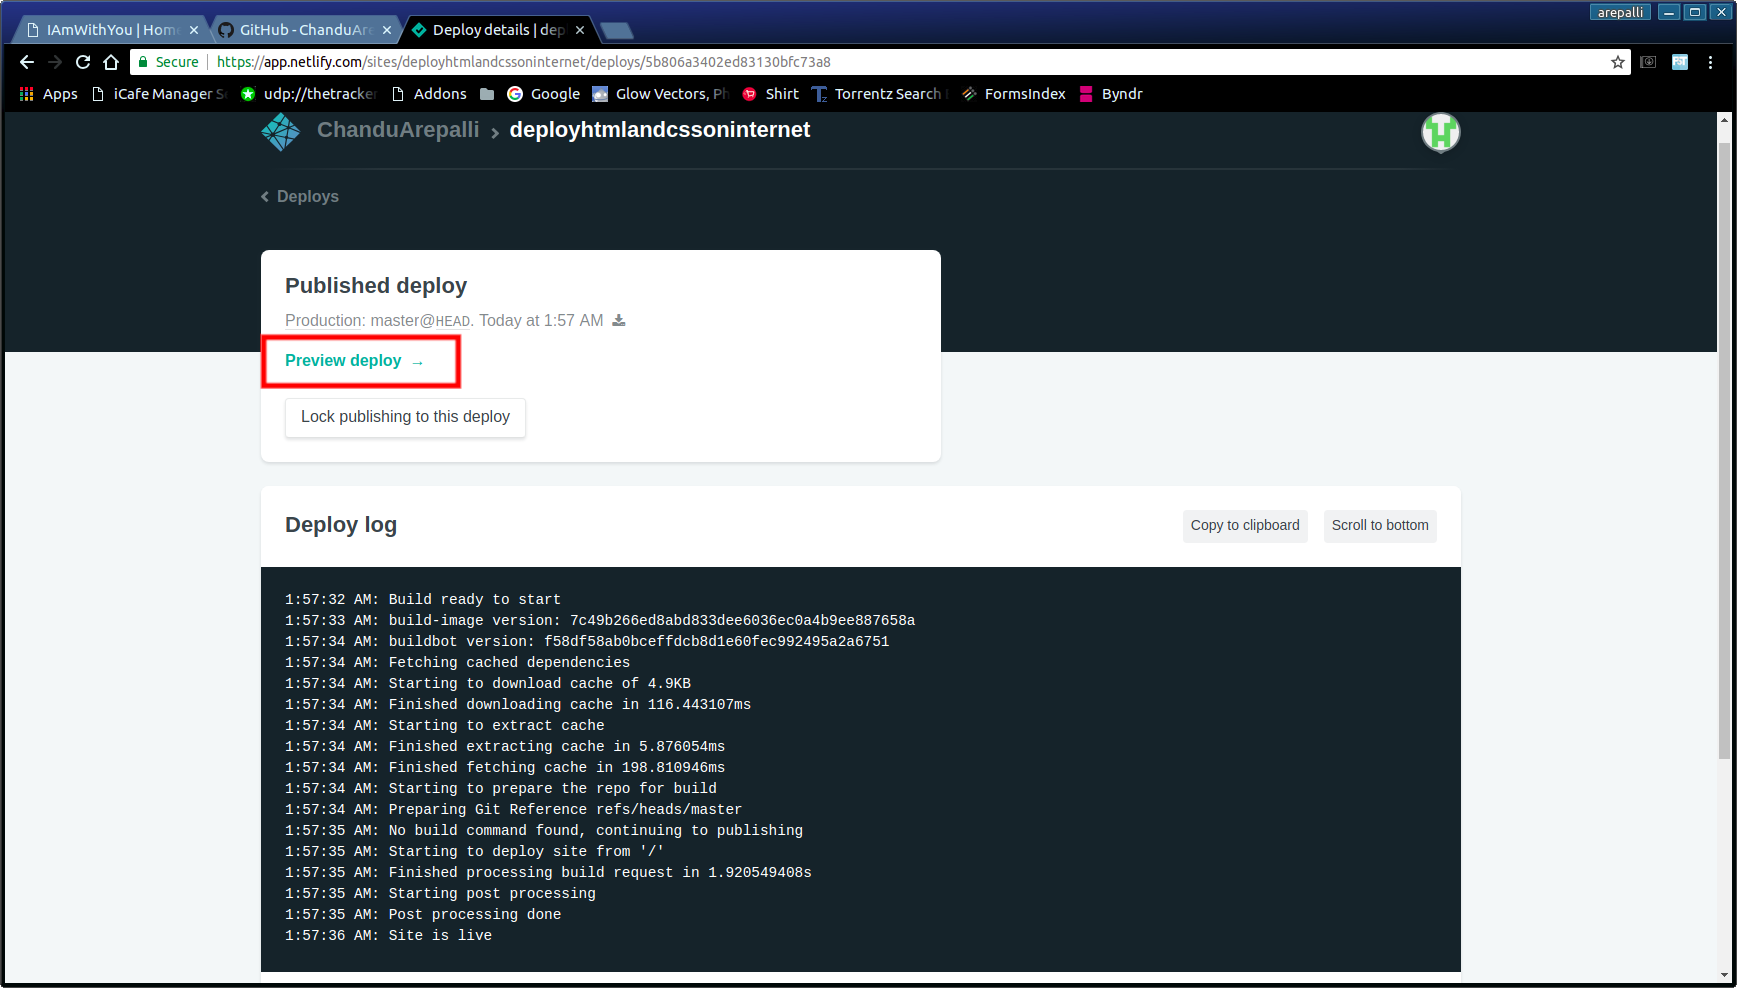 arepalli
IAmWithYou | Hom
GitHub - ChanduAre
Deploy details | dep
Secure
https://app.netlify.com/sites/deployhtmlandcssoninternet/deploys/5b806a3402ed83130bfc73a8
Apps
iCafe Manager S
udp://thetracker
Addons
Google
Glow Vectors, Ph
Shirt
Torrentz Search
FormsIndex
Byndr
ChanduArepalli › deployhtmlandcssoninternet
Deploys
Published deploy
Production: master@HEAD. Today at 1:57 AM
Preview deploy →
Lock publishing to this deploy
Deploy log
Copy to clipboard
Scroll to bottom
1:57:32 AM: Build ready to start
1:57:33 AM: build-image version: 7c49b266ed8abd833dee6036ec0a4b9ee887658a
1:57:34 AM: buildbot version: f58df58ab0bceffdcb8d1e60fec992495a2a6751
1:57:34 AM: Fetching cached dependencies
1:57:34 AM: Starting to download cache of 4.9KB
1:57:34 AM: Finished downloading cache in 116.443107ms
1:57:34 AM: Starting to extract cache
1:57:34 AM: Finished extracting cache in 5.876054ms
1:57:34 AM: Finished fetching cache in 198.810946ms
1:57:34 AM: Starting to prepare the repo for build
1:57:34 AM: Preparing Git Reference refs/heads/master
1:57:35 AM: No build command found, continuing to publishing
1:57:35 AM: Starting to deploy site from '/'
1:57:35 AM: Finished processing build request in 1.920549408s
1:57:35 AM: Starting post processing
1:57:35 AM: Post processing done
1:57:36 AM: Site is live